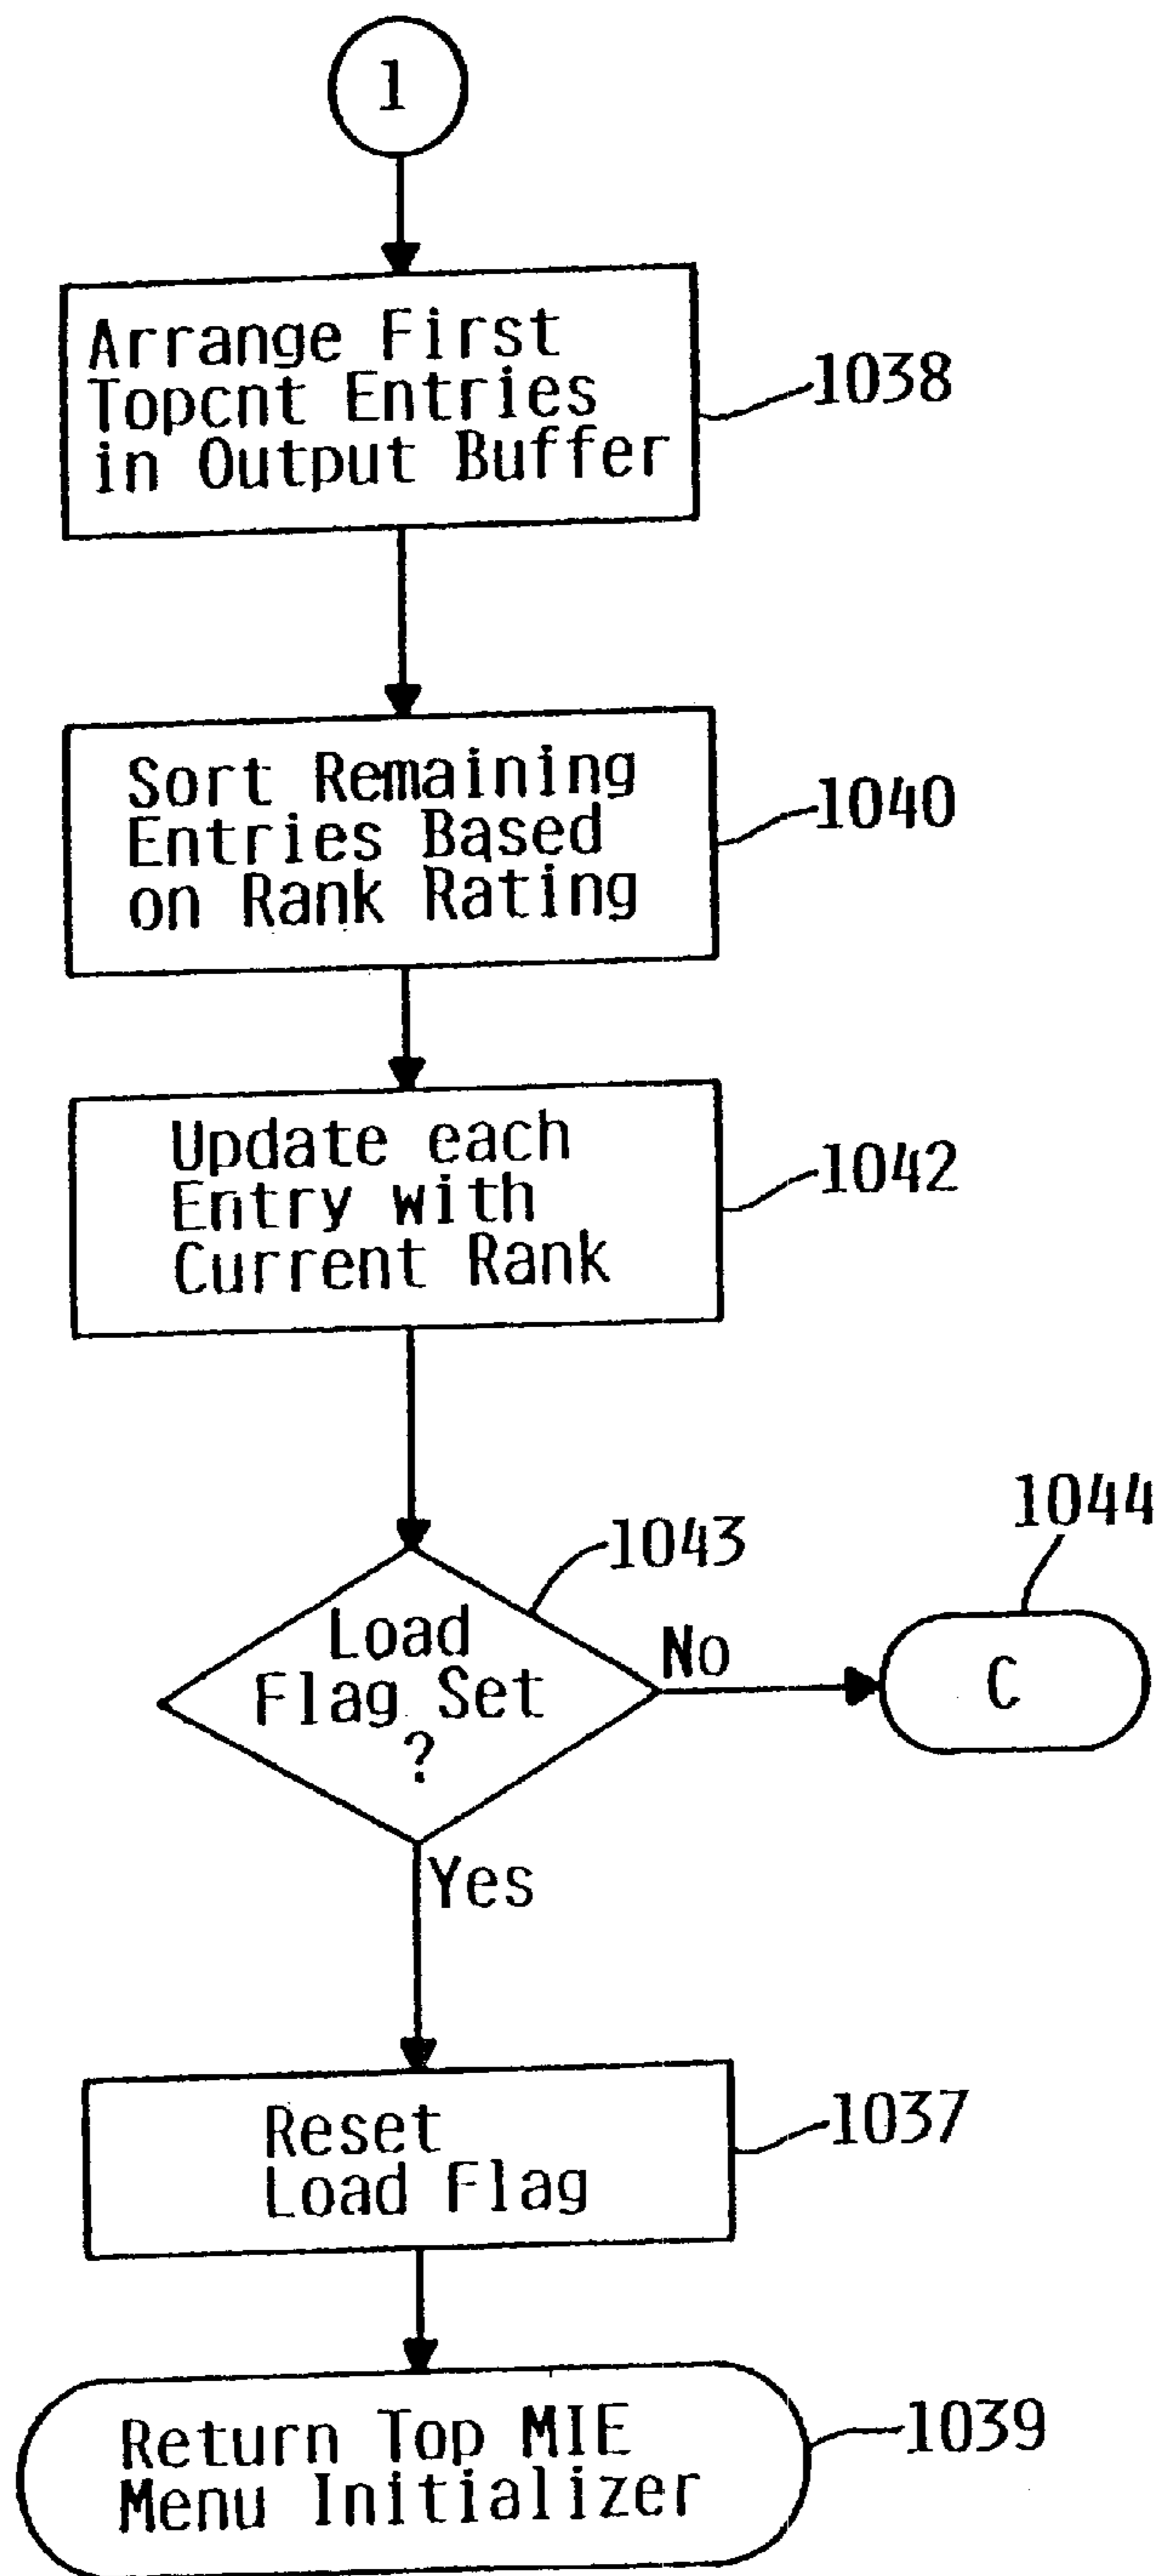 1
Arrange First
Topcnt Entries
in Output Buffer
1038
Sort Remaining
Entries Based
on Rank Rating
1040
Update each
Entry with
Current Rank
1042
1043
1044
Load
Flag Set
?
No
C
Yes
Reset
Load Flag
1037
Return Top MIE
Menu Initializer
1039